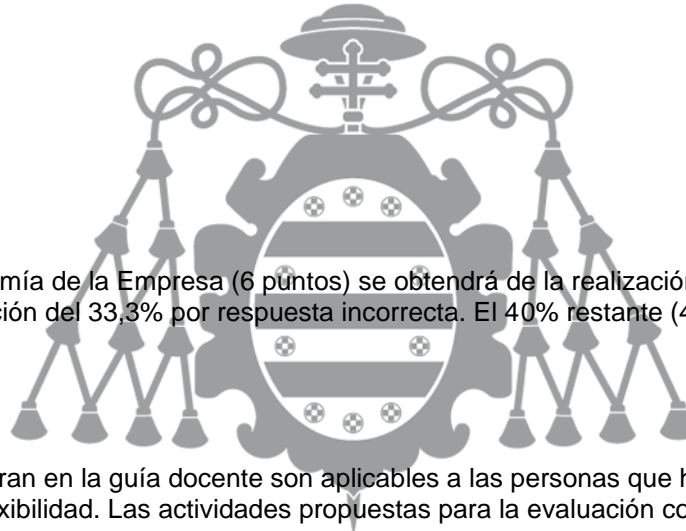 mía de la Empresa (6 puntos) se obtendrá de la realización
ción del 33,3% por respuesta incorrecta. El 40% restante (4
ran en la guía docente son aplicables a las personas que h
xibilidad. Las actividades propuestas para la evaluación co